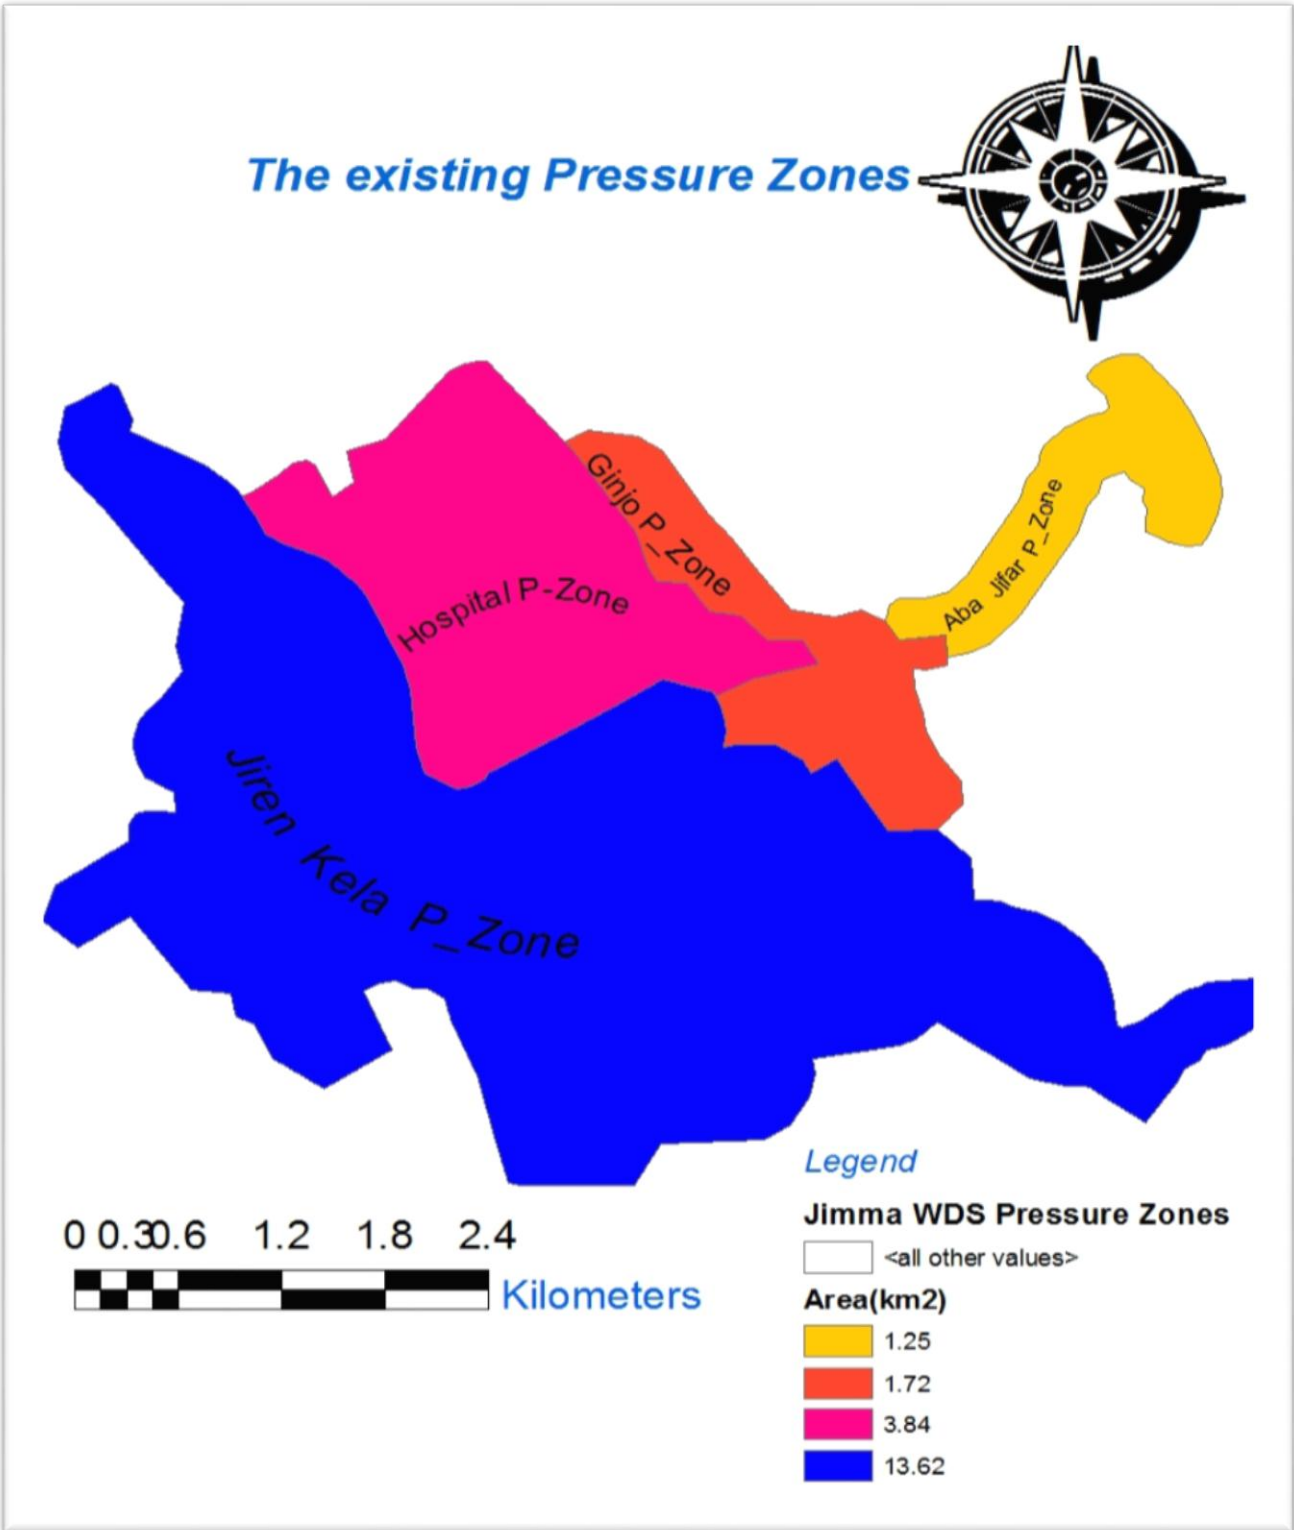 The existing Pressure Zones
Ginjo P_Zone
Aba Jifar P_Zone
Hospital P-Zone
Jiren Kela P_Zone
Legend
Jimma WDS Pressure Zones
<all other values>
Area(km2)
1.25
1.72
3.84
13.62
0 0.3 0.6 1.2 1.8 2.4
Kilometers